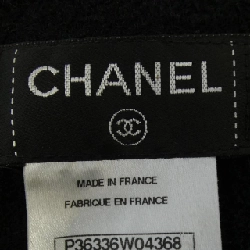 CHANEL
MADE IN FRANCE
FABRIQUE EN FRANCE
P36336W04368